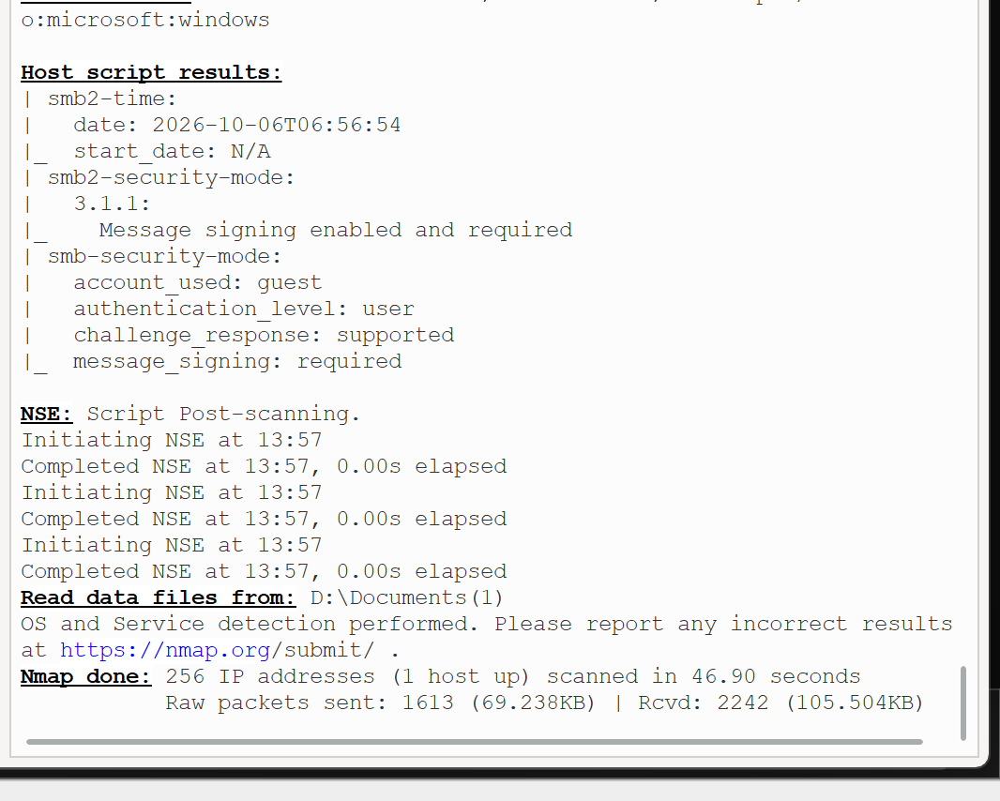 o:microsoft:windows
Host script results:
| smb2-time:
|   date: 2026-10-06T06:56:54
|_  start_date: N/A
| smb2-security-mode:
|   3.1.1:
|_    Message signing enabled and required
| smb-security-mode:
|   account_used: guest
|   authentication_level: user
|   challenge_response: supported
|_  message_signing: required
NSE: Script Post-scanning.
Initiating NSE at 13:57
Completed NSE at 13:57, 0.00s elapsed
Initiating NSE at 13:57
Completed NSE at 13:57, 0.00s elapsed
Initiating NSE at 13:57
Completed NSE at 13:57, 0.00s elapsed
Read data files from: D:\Documents(1)
OS and Service detection performed. Please report any incorrect results
at https://nmap.org/submit/ .
Nmap done: 256 IP addresses (1 host up) scanned in 46.90 seconds
           Raw packets sent: 1613 (69.238KB) | Rcvd: 2242 (105.504KB)